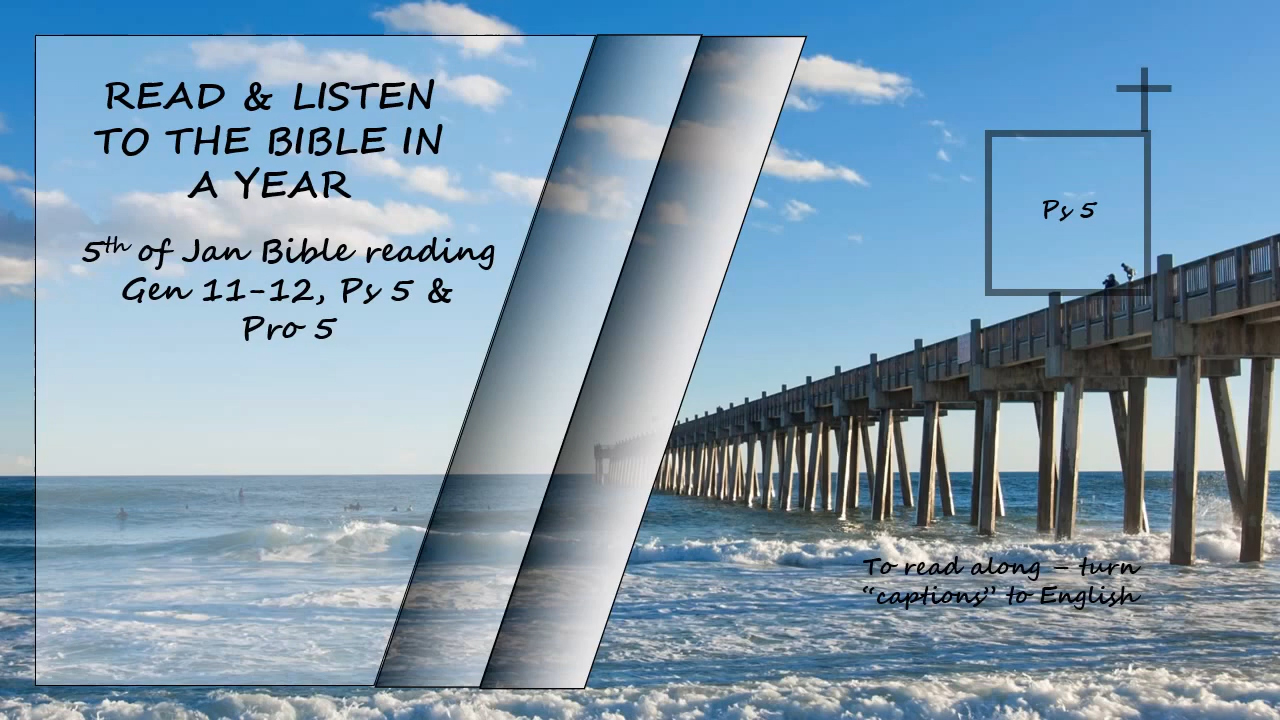 READ & LISTEN
TO THE BIBLE IN
A YEAR
5th of Jan Bible reading
Gen 11-12, Ps 5 &
Pro 5
Ps 5
To read along – turn
“captions” to English